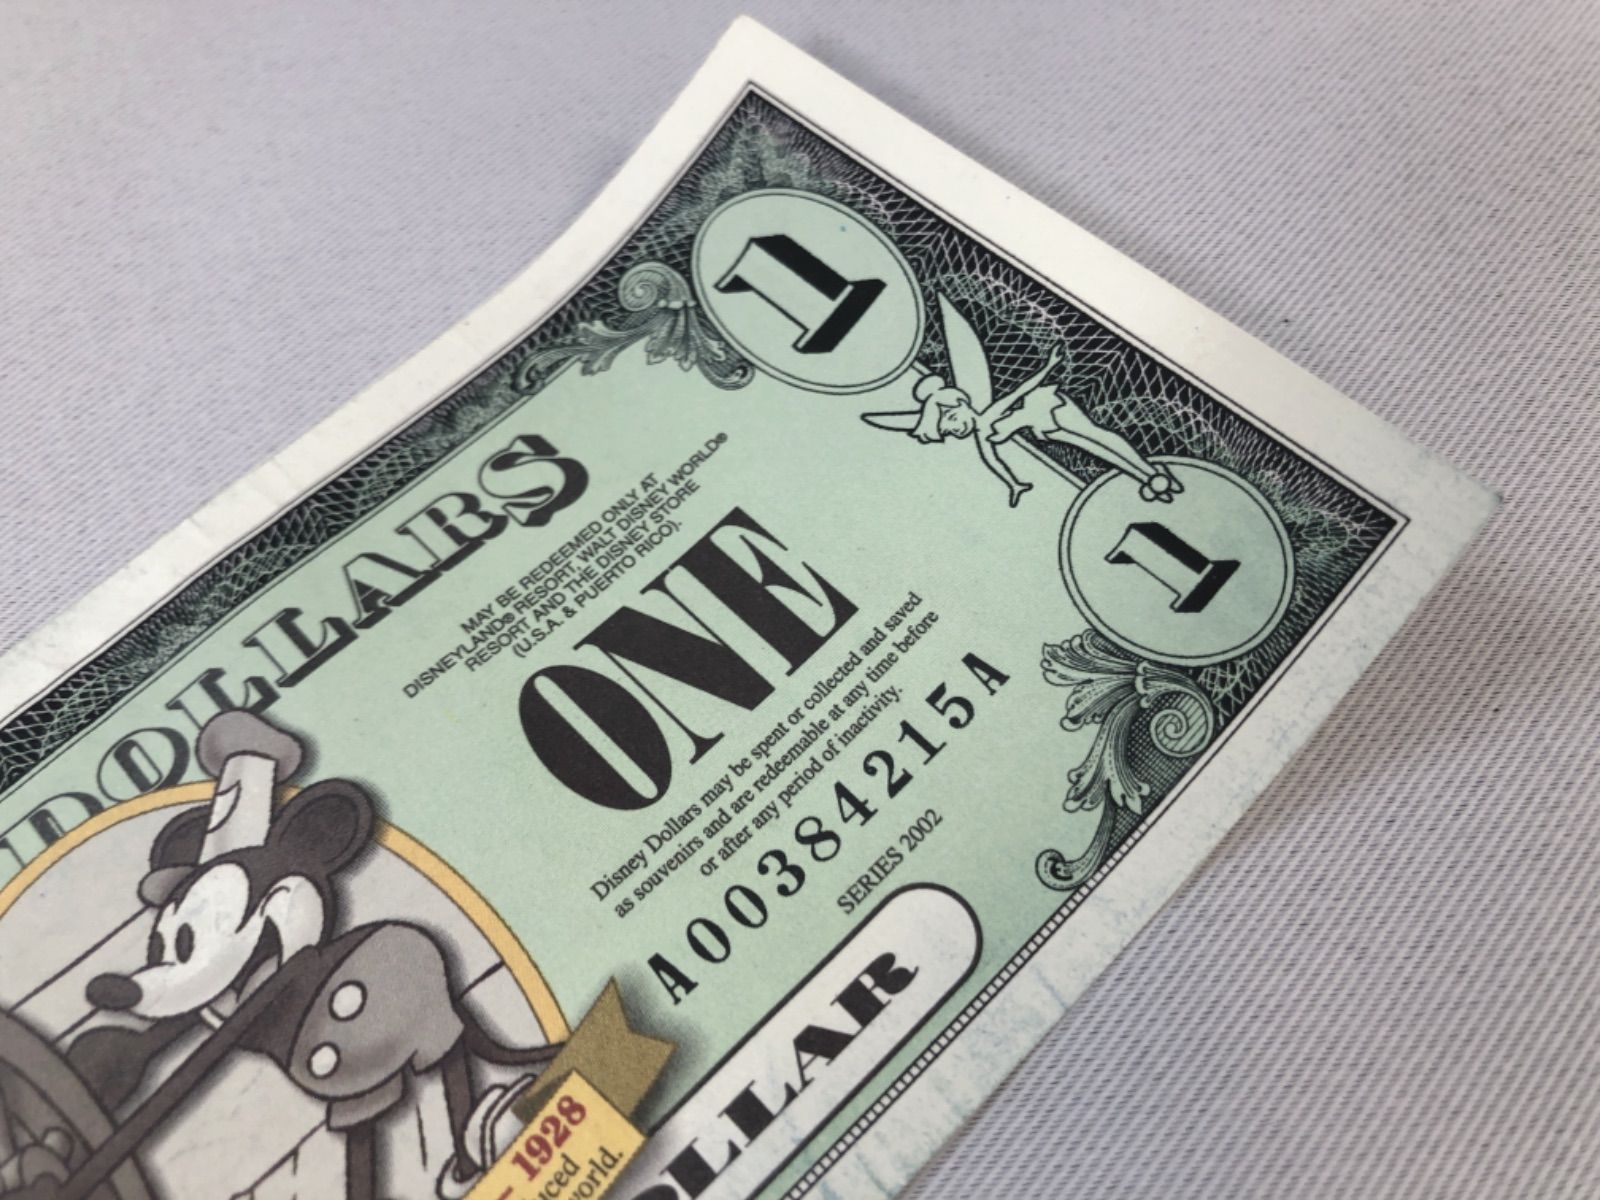 DOLLARS
1
MAY BE REDEEMED ONLY AT
DISNEYLAND® RESORT, WALT DISNEY WORLD®
RESORT AND THE DISNEY STORE
(U.S.A. & PUERTO RICO).
ONE
1
Disney Dollars may be spent or collected and saved
as souvenirs and are redeemable at any time before
or after any period of inactivity.
A00384215A
SERIES 2002
DOLLAR
– 1928
world.